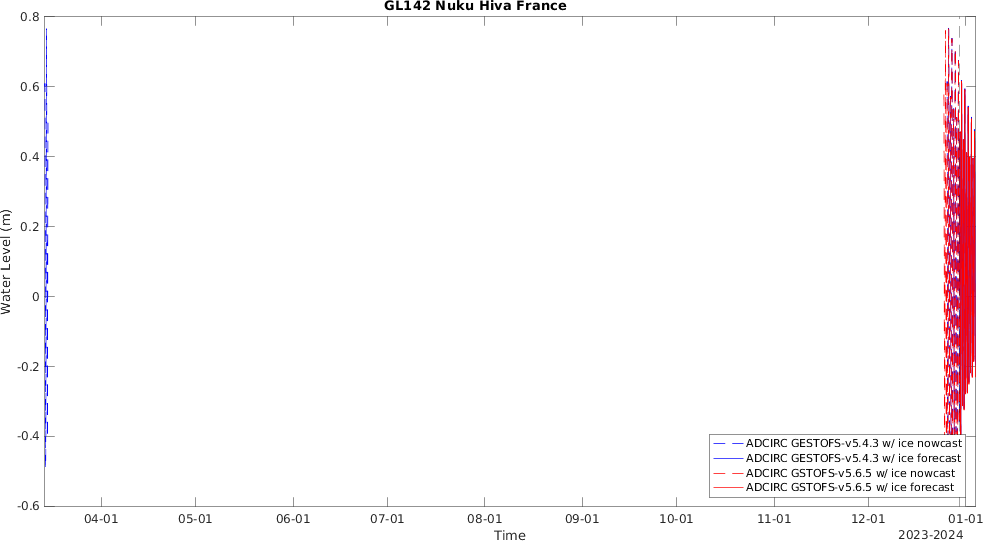 GL142 Nuku Hiva France
0.8
0.6
0.4
0.2
0
-0.2
-0.4
-0.6
Water Level (m)
ADCIRC GESTOFS-v5.4.3 w/ ice nowcast
ADCIRC GESTOFS-v5.4.3 w/ ice forecast
ADCIRC GSTOFS-v5.6.5 w/ ice nowcast
ADCIRC GSTOFS-v5.6.5 w/ ice forecast
04-01 05-01 06-01 07-01 08-01 09-01 10-01 11-01 12-01 01-01
Time
2023-2024